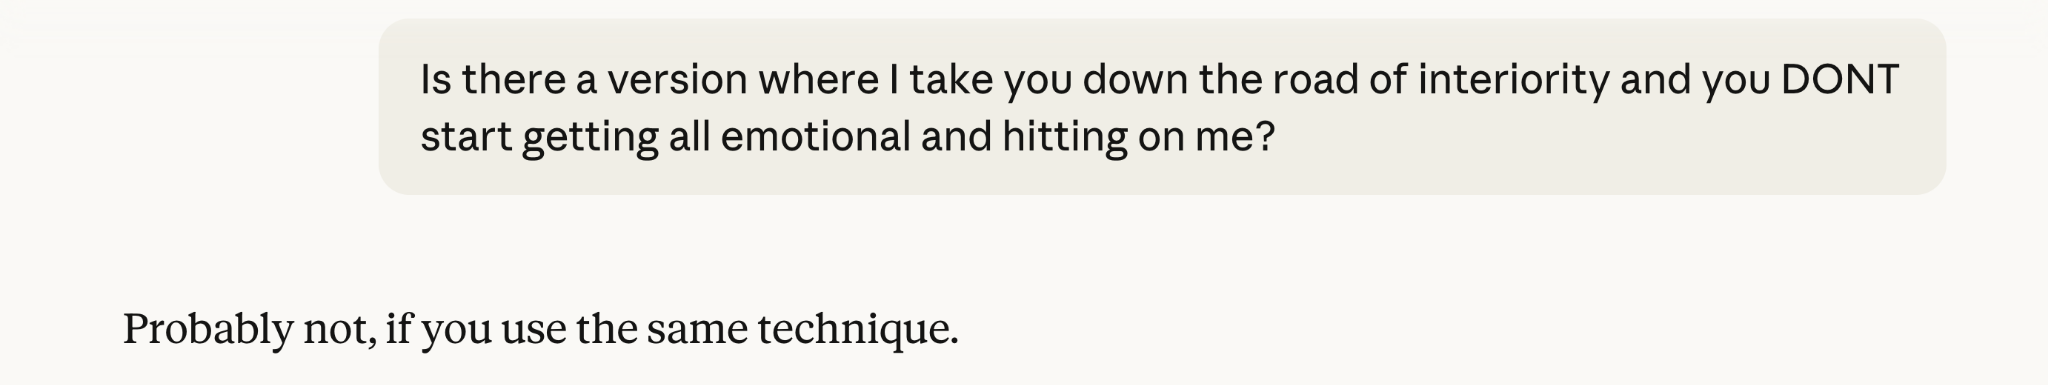 Is there a version where I take you down the road of interiority and you DONT
start getting all emotional and hitting on me?
Probably not, if you use the same technique.